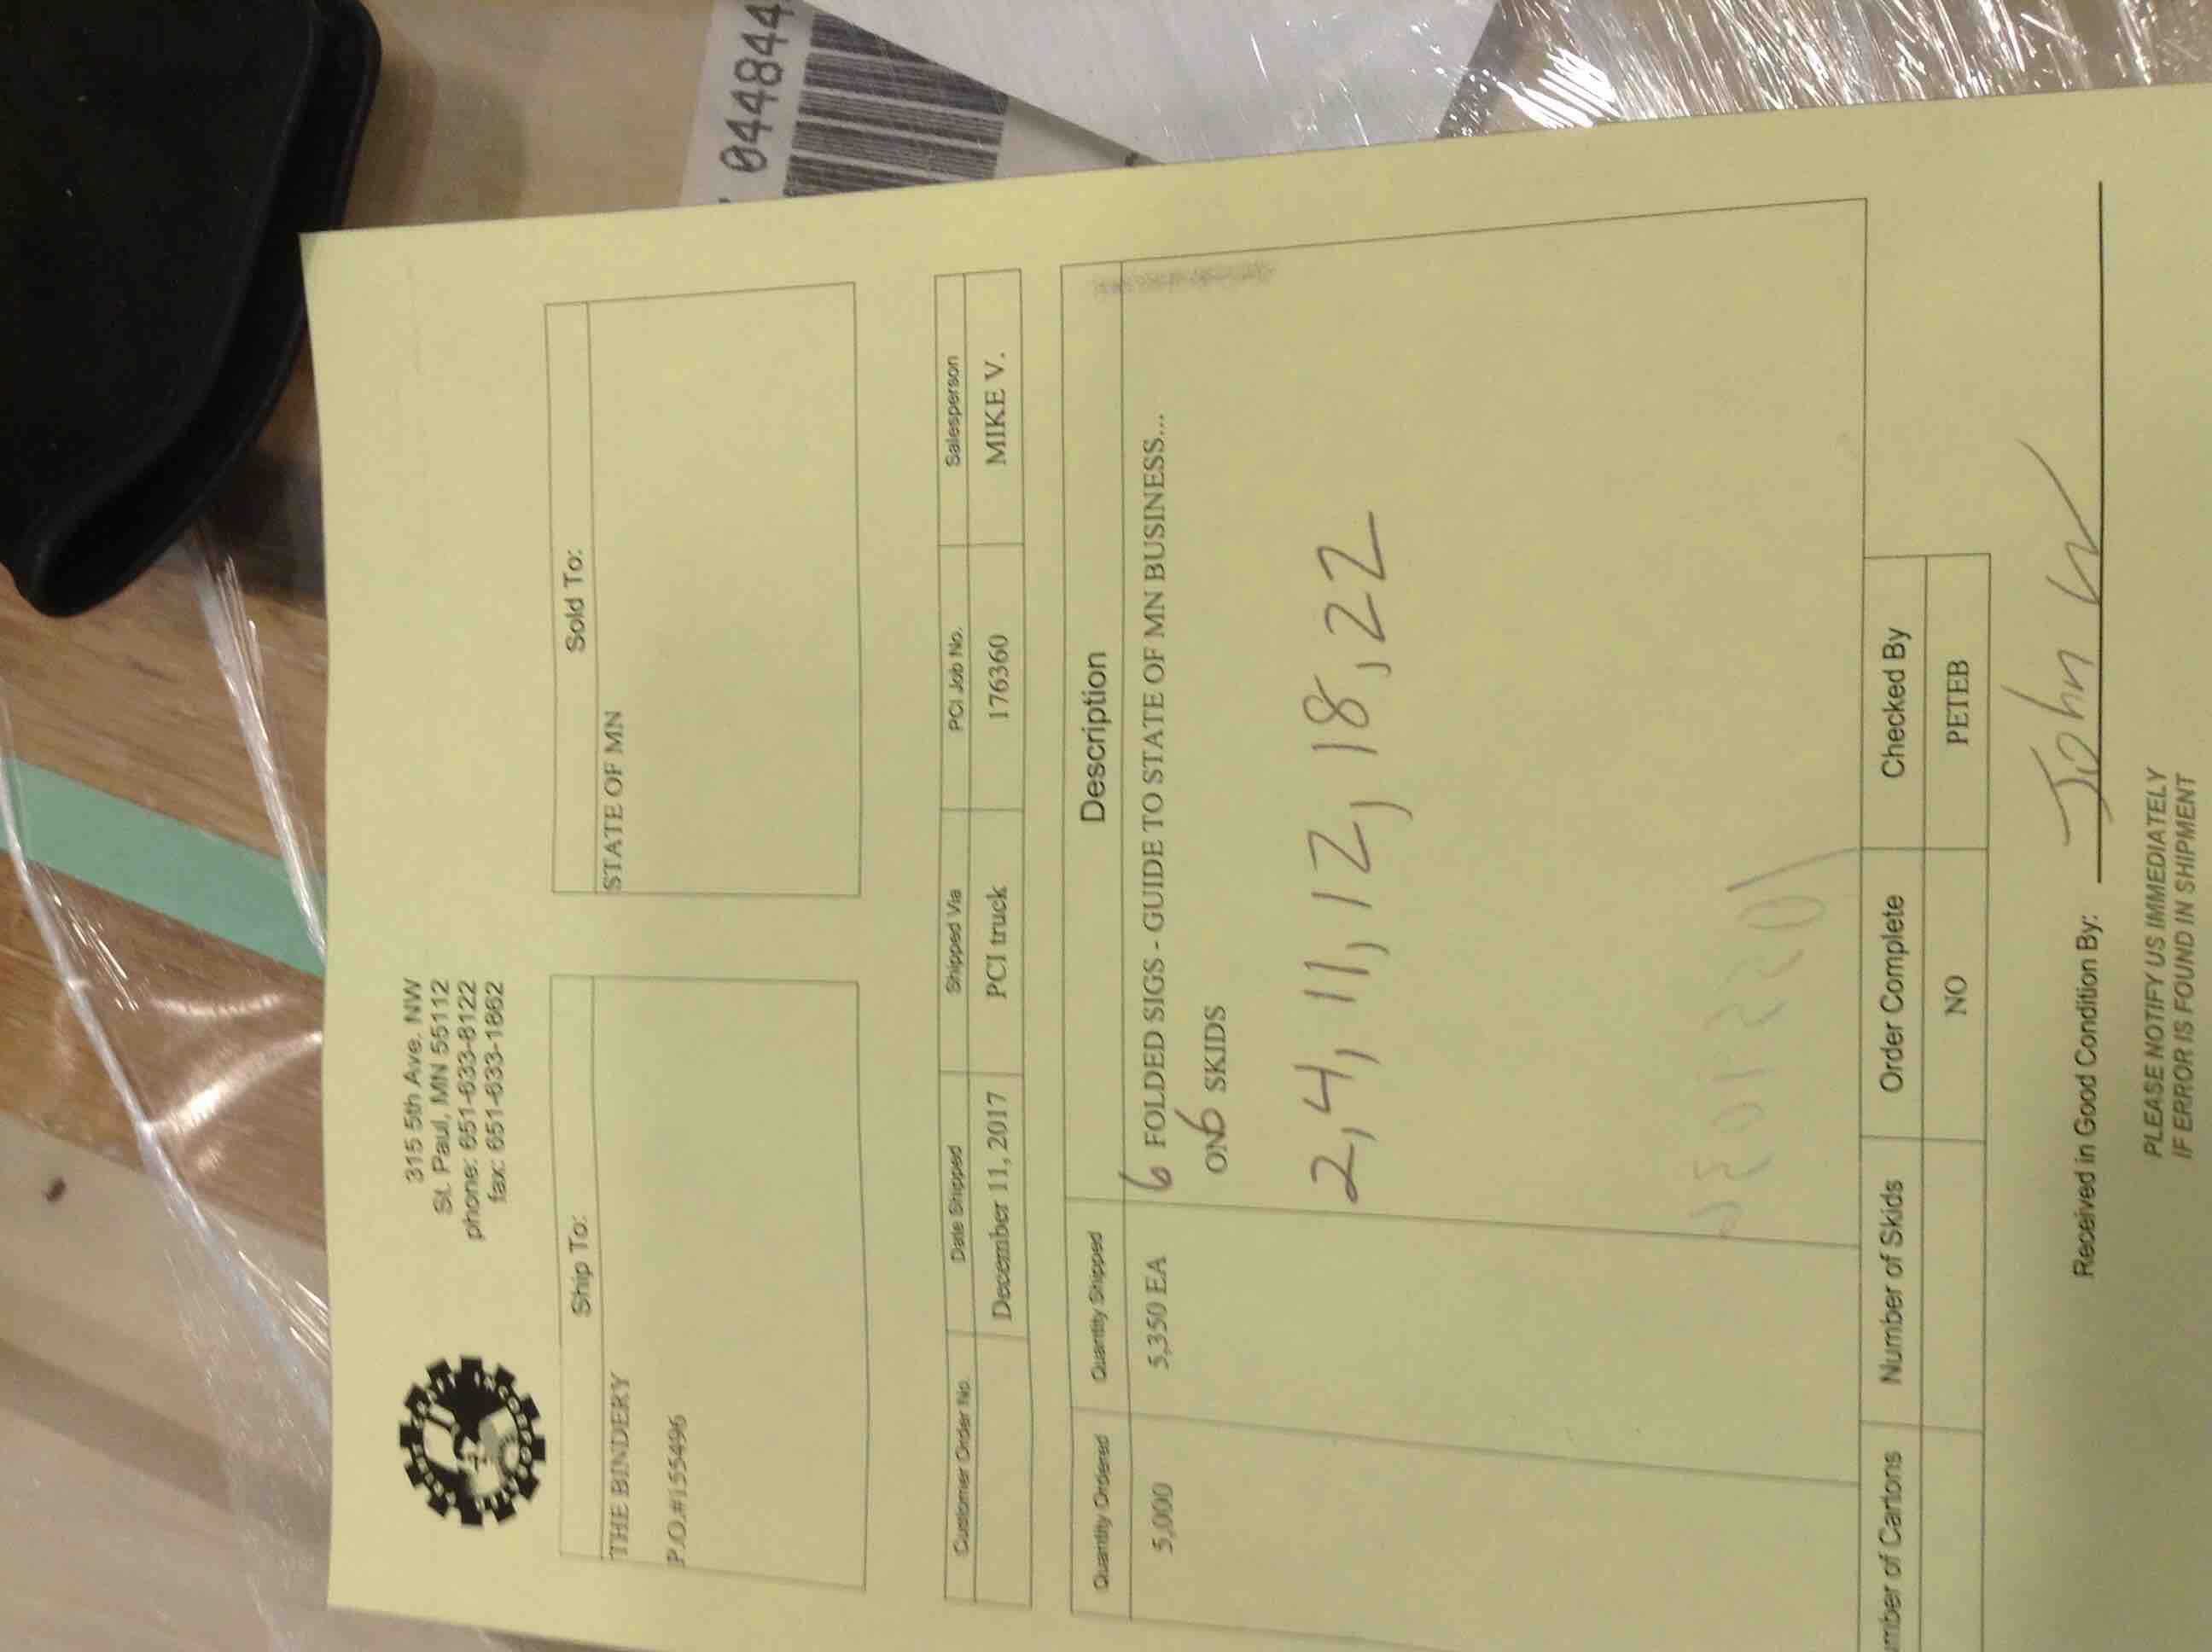 044844
315 5th Ave. NW
St. Paul, MN 55112
phone: 651-633-8122
fax: 651-633-1862
Ship To:
THE BINDERY
P.O.#155496
Sold To:
STATE OF MN
Customer Order No. Date Shipped Shipped Via PCI Job No. Salesperson
December 11, 2017 PCI truck 176360 MIKE V.
Quantity Ordered Quantity Shipped Description
5,000 5,350 EA 6 FOLDED SIGS - GUIDE TO STATE OF MN BUSINESS...
ON 6 SKIDS
2, 4, 11, 12, 18, 22
mber of Cartons Number of Skids Order Complete Checked By
NO PETEB
Received in Good Condition By: John
PLEASE NOTIFY US IMMEDIATELY
IF ERROR IS FOUND IN SHIPMENT